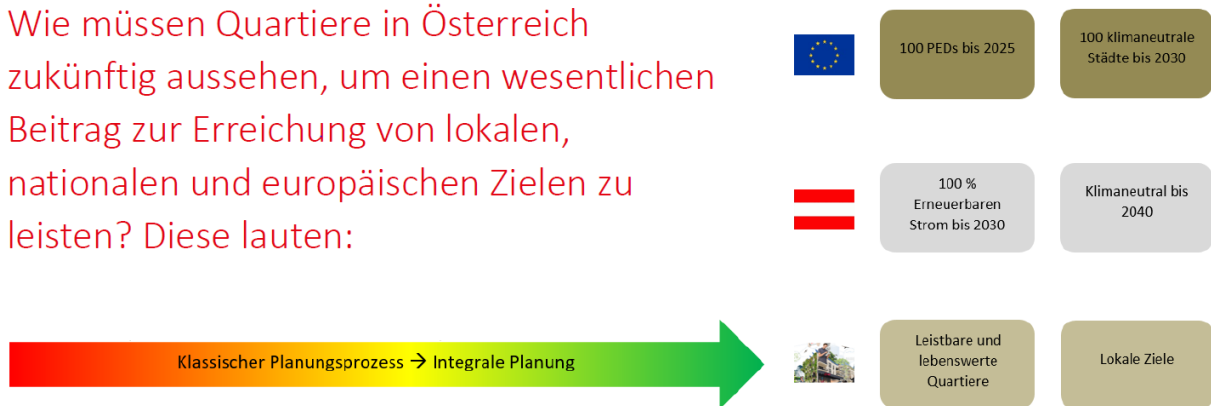 Wie müssen Quartiere in Österreich
zukünftig aussehen, um einen wesentlichen
Beitrag zur Erreichung von lokalen,
nationalen und europäischen Zielen zu
leisten? Diese lauten:
100 PEDs bis 2025
100 klimaneutrale
Städte bis 2030
100 %
Erneuerbaren
Strom bis 2030
Klimaneutral bis
2040
Klassischer Planungsprozess → Integrale Planung
Leistbare und
lebenswerte
Quartiere
Lokale Ziele